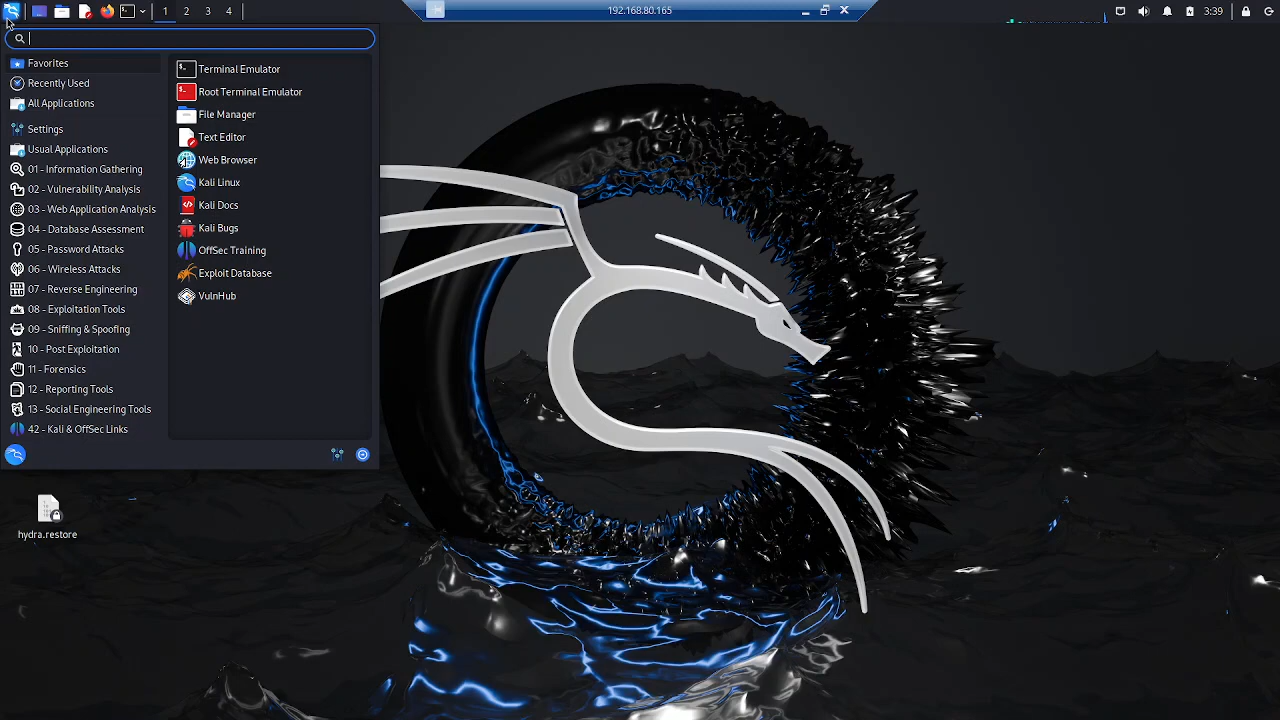 1 2 3 4
192.168.80.165
3:39
Favorites
Recently Used
All Applications
Settings
Usual Applications
01 - Information Gathering
02 - Vulnerability Analysis
03 - Web Application Analysis
04 - Database Assessment
05 - Password Attacks
06 - Wireless Attacks
07 - Reverse Engineering
08 - Exploitation Tools
09 - Sniffing & Spoofing
10 - Post Exploitation
11 - Forensics
12 - Reporting Tools
13 - Social Engineering Tools
42 - Kali & OffSec Links
Terminal Emulator
Root Terminal Emulator
File Manager
Text Editor
Web Browser
Kali Linux
Kali Docs
Kali Bugs
OffSec Training
Exploit Database
VulnHub
hydra.restore